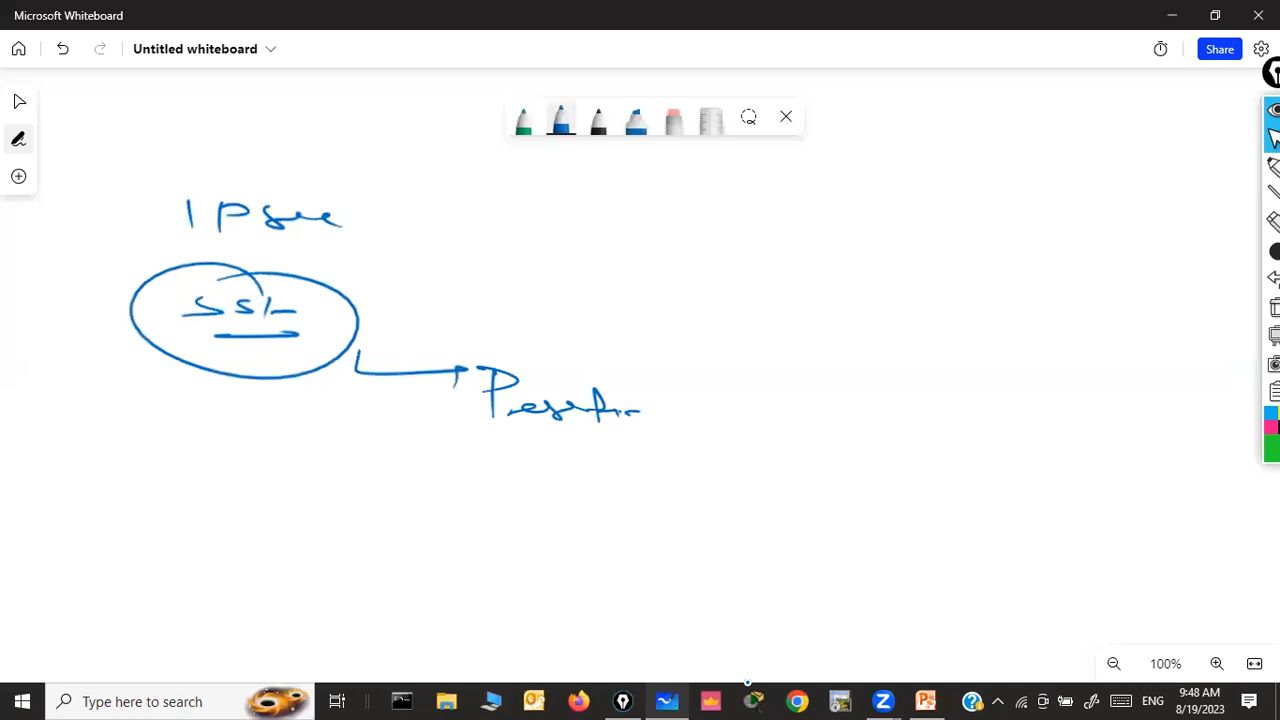 Microsoft Whiteboard
Untitled whiteboard
Share
IPsec
SSL
100%
Type here to search
ENG
9:48 AM
8/19/2023